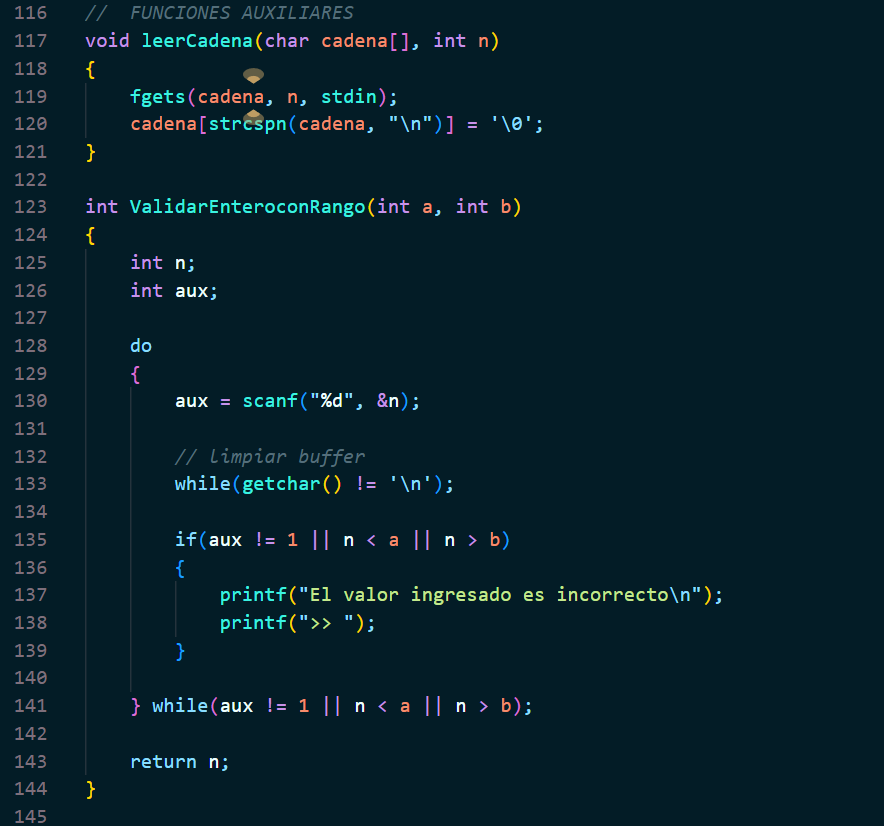 116 // FUNCIONES AUXILIARES
117 void leerCadena(char cadena[], int n)
118 {
119     fgets(cadena, n, stdin);
120     cadena[strcspn(cadena, "\n")] = '\0';
121 }
122
123 int ValidarEnteroconRango(int a, int b)
124 {
125     int n;
126     int aux;
127
128     do
129     {
130         aux = scanf("%d", &n);
131
132         // limpiar buffer
133         while(getchar() != '\n');
134
135         if(aux != 1 || n < a || n > b)
136         {
137             printf("El valor ingresado es incorrecto\n");
138             printf(">> ");
139         }
140
141     } while(aux != 1 || n < a || n > b);
142
143     return n;
144 }
145